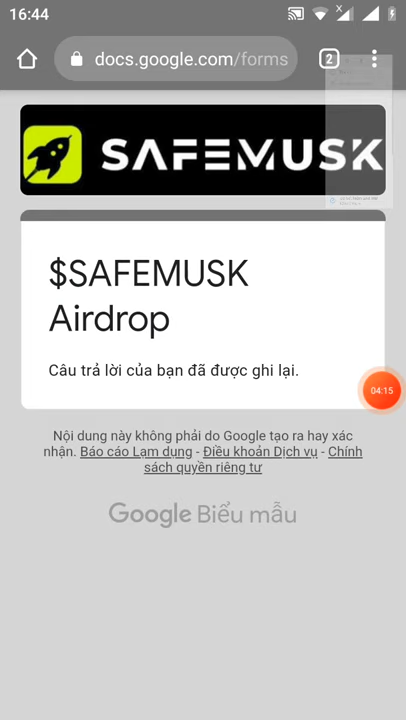 16:44
docs.google.com/forms
2
SAFEMUSK
$SAFEMUSK
Airdrop
Câu trả lời của bạn đã được ghi lại.
04:15
Nội dung này không phải do Google tạo ra hay xác
nhận. Báo cáo Lạm dụng - Điều khoản Dịch vụ - Chính
sách quyền riêng tư
Google Biểu mẫu